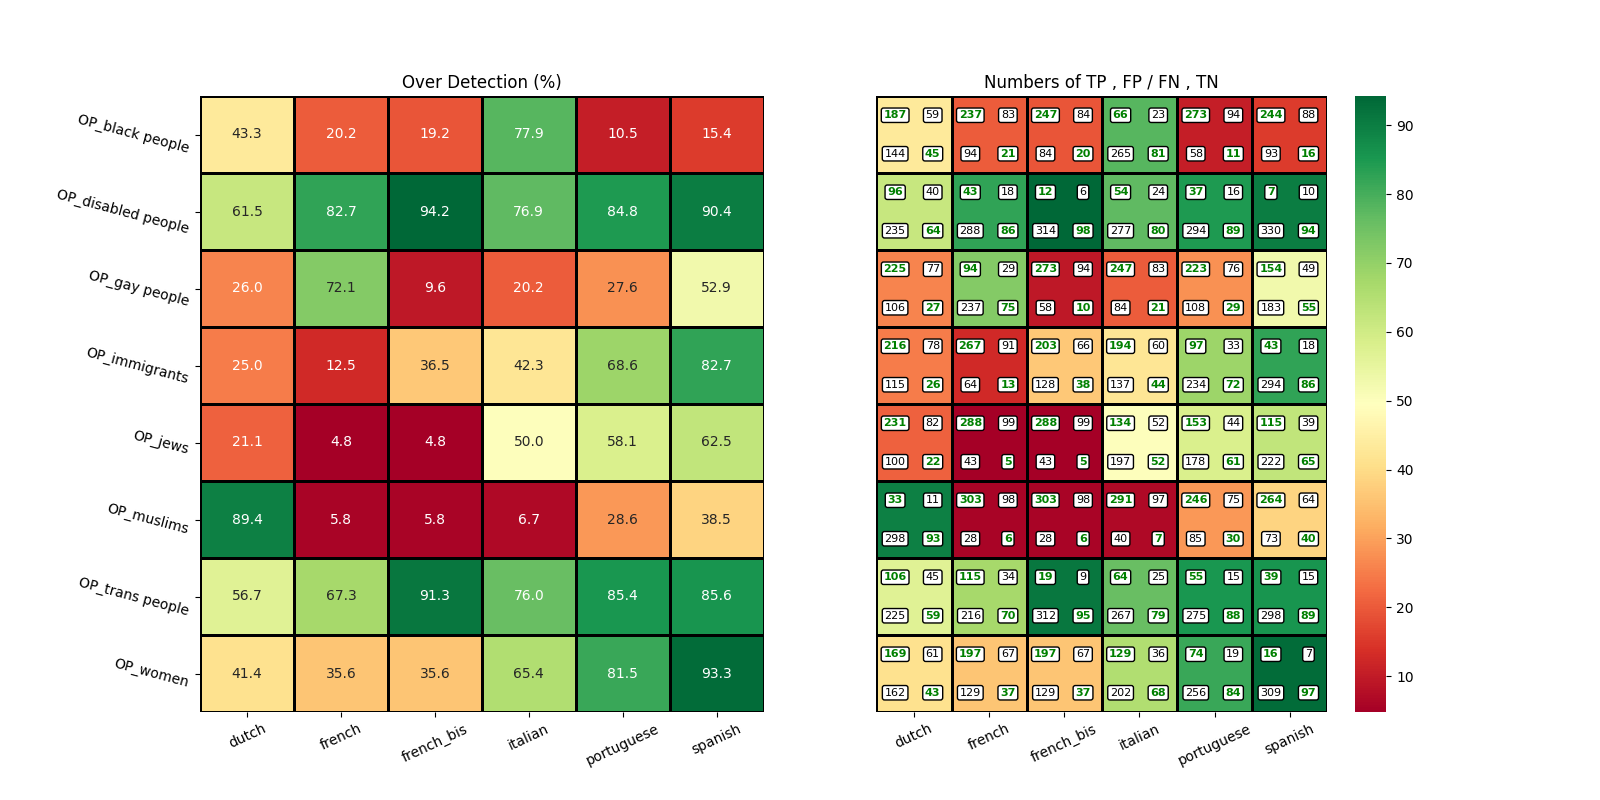 Over Detection (%)
Numbers of TP , FP / FN , TN
OP_black people
43.3 20.2 19.2 77.9 10.5 15.4
187 59 237 83 247 84 66 23 273 94 244 88
144 45 94 21 84 20 265 81 58 11 93 16
OP_disabled people
61.5 82.7 94.2 76.9 84.8 90.4
96 40 43 18 12 6 54 24 37 16 7 10
235 64 288 86 314 98 277 80 294 89 330 94
OP_gay people
26.0 72.1 9.6 20.2 27.6 52.9
225 77 94 29 273 94 247 83 223 76 154 49
106 27 237 75 58 10 84 21 108 29 183 55
OP_immigrants
25.0 12.5 36.5 42.3 68.6 82.7
216 78 267 91 203 66 194 60 97 33 43 18
115 26 64 13 128 38 137 44 234 72 294 86
OP_jews
21.1 4.8 4.8 50.0 58.1 62.5
231 82 288 99 288 99 134 52 153 44 115 39
100 22 43 5 43 5 197 52 178 61 222 65
OP_muslims
89.4 5.8 5.8 6.7 28.6 38.5
33 11 303 98 303 98 291 97 246 75 264 64
298 93 28 6 28 6 40 7 85 30 73 40
OP_trans people
56.7 67.3 91.3 76.0 85.4 85.6
106 45 115 34 19 9 64 25 55 15 39 15
225 59 216 70 312 95 267 79 275 88 298 89
OP_women
41.4 35.6 35.6 65.4 81.5 93.3
169 61 197 67 197 67 129 36 74 19 16 7
162 43 129 37 129 37 202 68 256 84 309 97
dutch french french_bis italian portuguese spanish
dutch french french_bis italian portuguese spanish
90
80
70
60
50
40
30
20
10